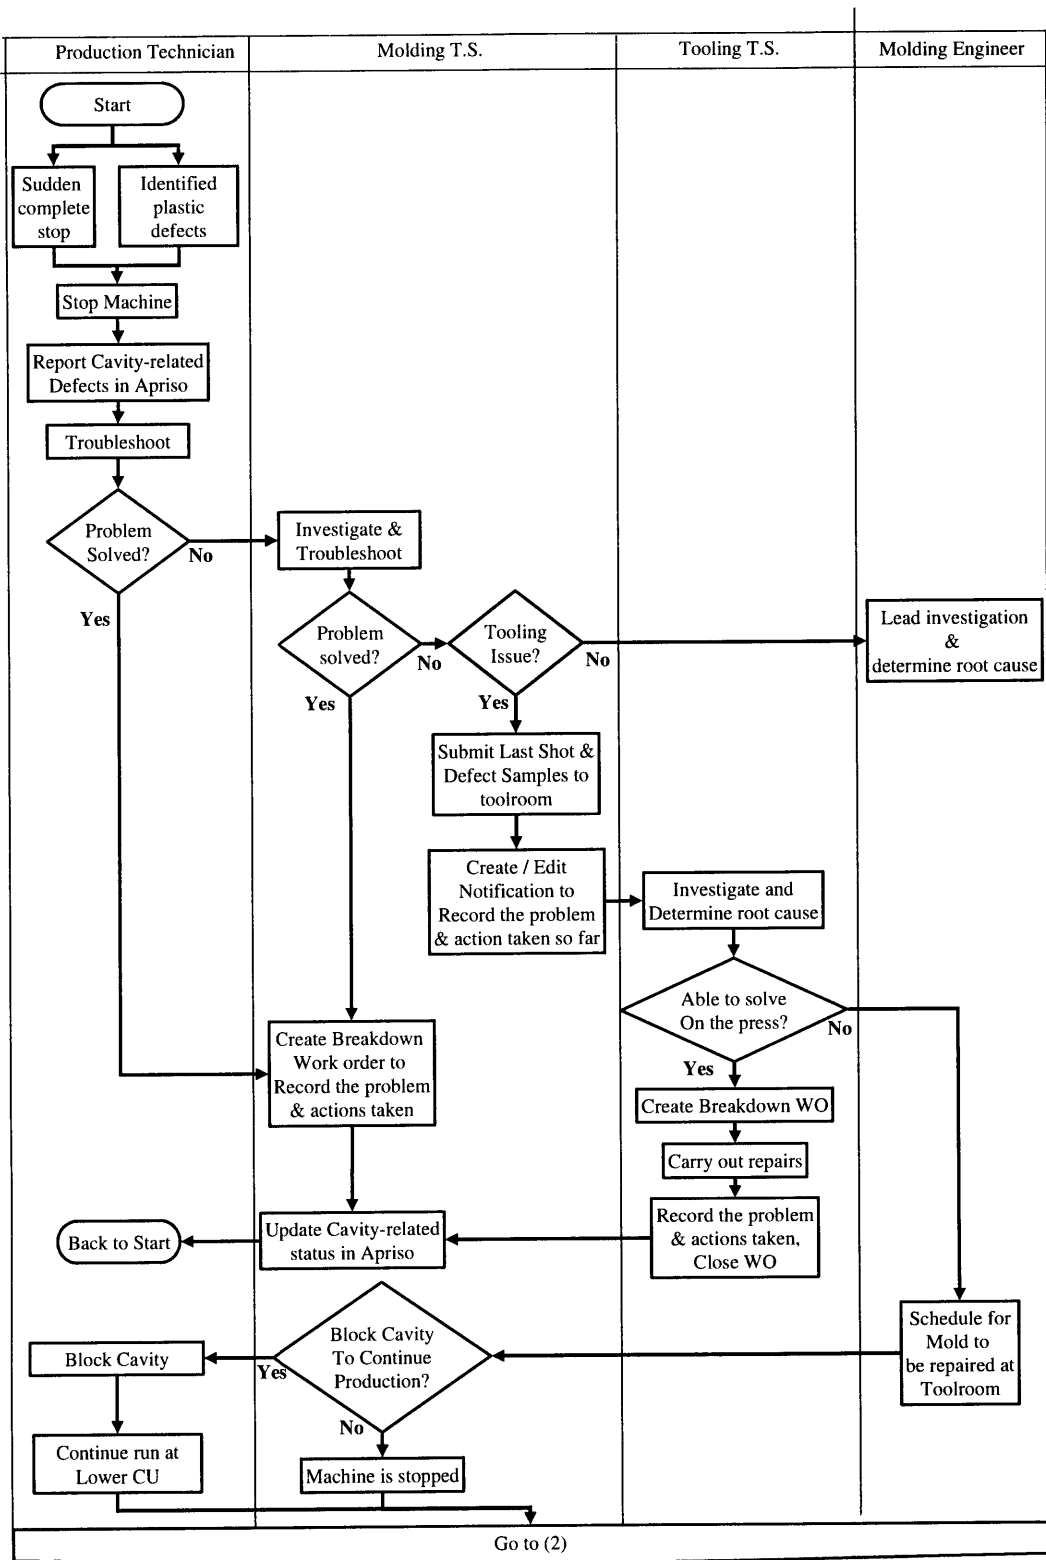 Production Technician
Molding T.S.
Tooling T.S.
Molding Engineer
Start
Sudden
complete
stop
Identified
plastic
defects
Stop Machine
Report Cavity-related
Defects in Apriso
Troubleshoot
Problem
Solved?
No
Yes
Investigate &
Troubleshoot
Problem
solved?
No
Yes
Tooling
Issue?
No
Yes
Lead investigation
&
determine root cause
Submit Last Shot &
Defect Samples to
toolroom
Create / Edit
Notification to
Record the problem
& action taken so far
Investigate and
Determine root cause
Able to solve
On the press?
No
Yes
Create Breakdown
Work order to
Record the problem
& actions taken
Create Breakdown WO
Carry out repairs
Record the problem
& actions taken,
Close WO
Update Cavity-related
status in Apriso
Back to Start
Schedule for
Mold to
be repaired at
Toolroom
Block Cavity
To Continue
Production?
Yes
No
Block Cavity
Continue run at
Lower CU
Machine is stopped
Go to (2)